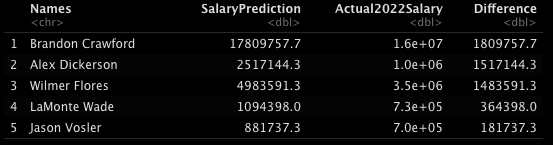 Names SalaryPrediction Actual2022Salary Difference
<chr> <dbl> <dbl> <dbl>
1 Brandon Crawford 17809757.7 1.6e+07 1809757.7
2 Alex Dickerson 2517144.3 1.0e+06 1517144.3
3 Wilmer Flores 4983591.3 3.5e+06 1483591.3
4 LaMonte Wade 1094398.0 7.3e+05 364398.0
5 Jason Vosler 881737.3 7.0e+05 181737.3